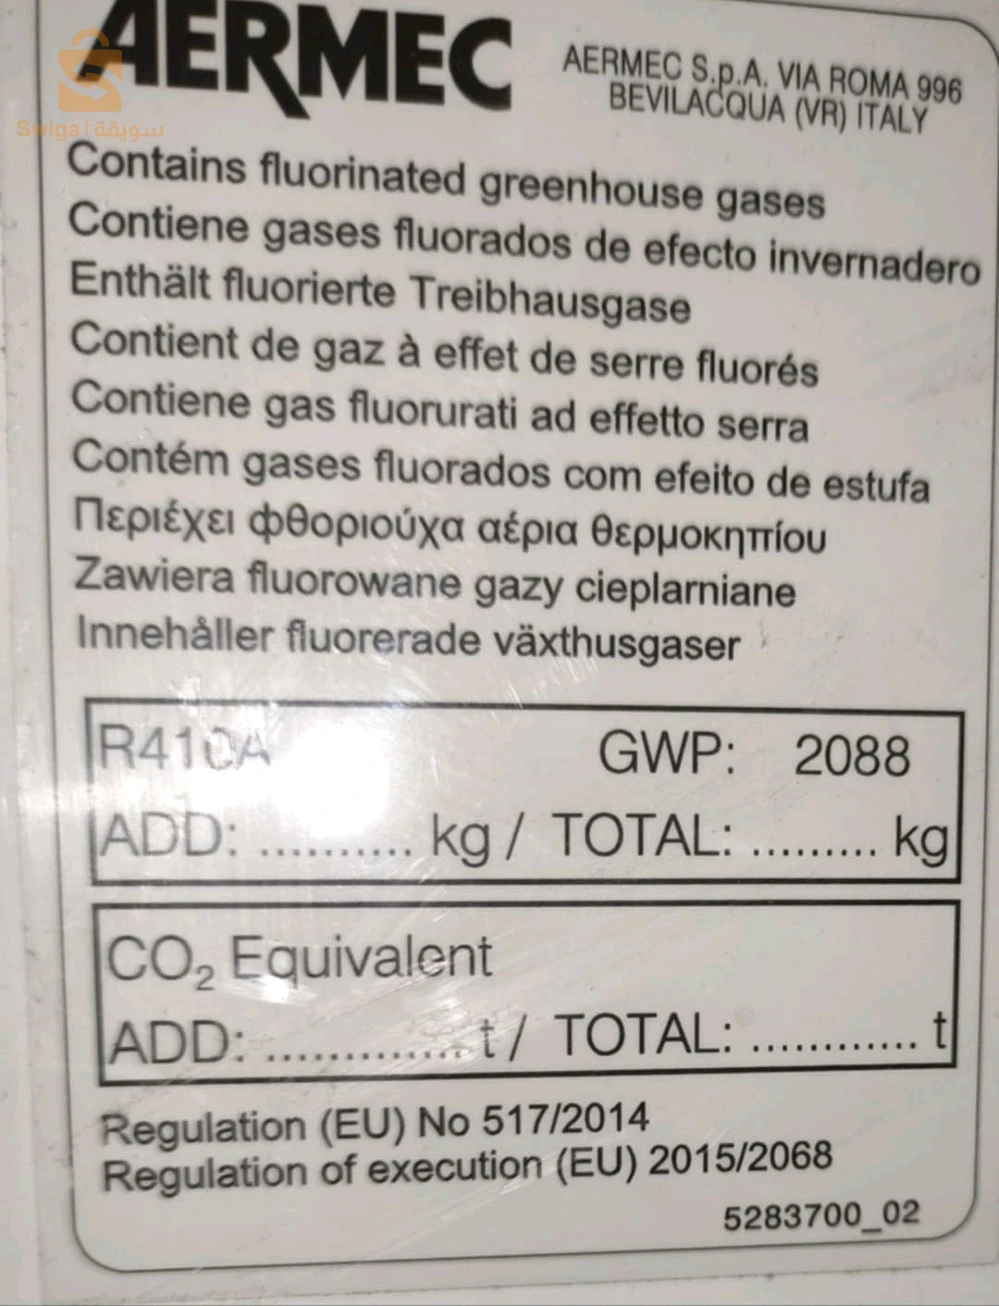 AERMEC
AERMEC S.p.A. VIA ROMA 996
BEVILACQUA (VR) ITALY
Swiga | سويقة
Contains fluorinated greenhouse gases
Contiene gases fluorados de efecto invernadero
Enthält fluorierte Treibhausgase
Contient de gaz à effet de serre fluorés
Contiene gas fluorurati ad effetto serra
Contém gases fluorados com efeito de estufa
Περιέχει φθοριούχα αέρια θερμοκηπίου
Zawiera fluorowane gazy cieplarniane
Innehåller fluorerade växthusgaser
R410A GWP: 2088
ADD: .......... kg / TOTAL: ......... kg
CO₂ Equivalent
ADD: ............. t / TOTAL: ............ t
Regulation (EU) No 517/2014
Regulation of execution (EU) 2015/2068
5283700_02